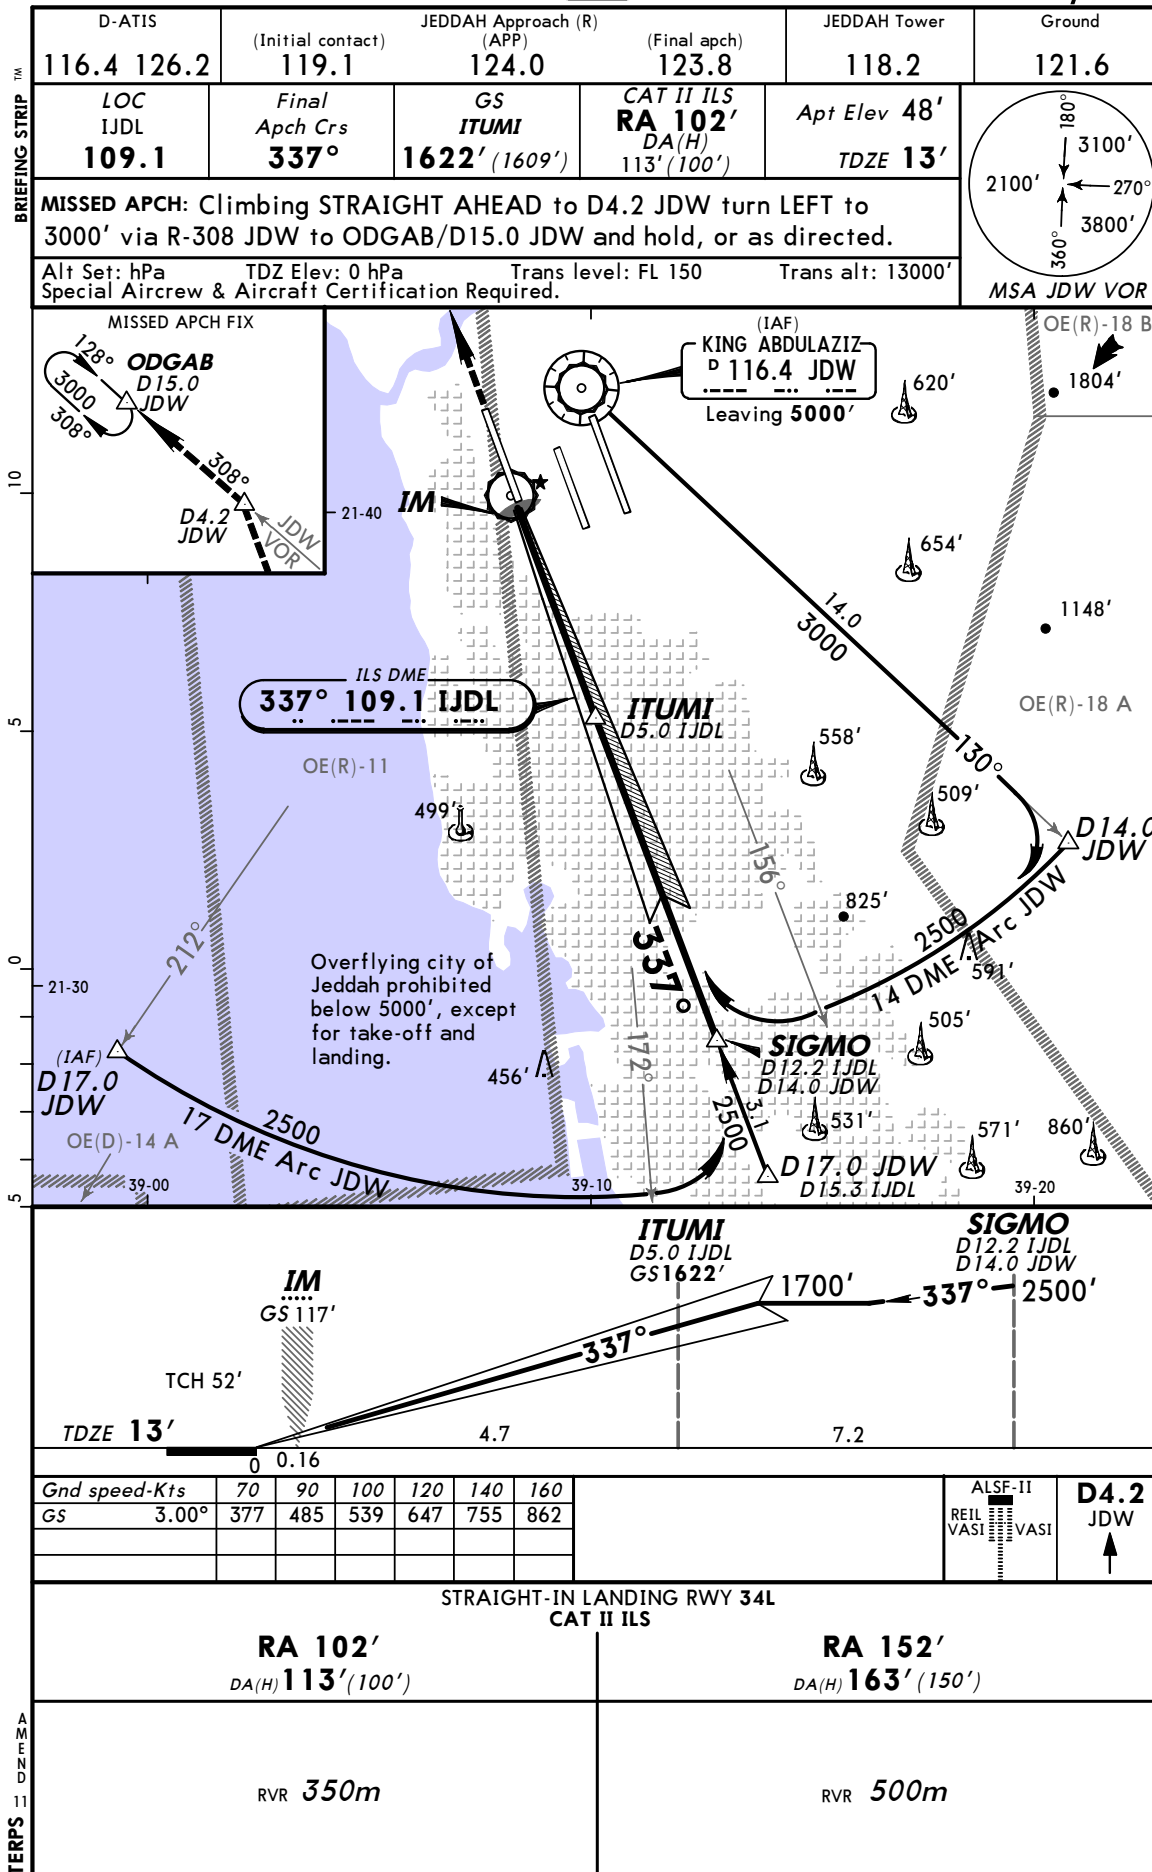 D-ATIS
116.4 126.2
JEDDAH Approach (R)
(Initial contact) (APP) (Final apch)
119.1 124.0 123.8
JEDDAH Tower
118.2
Ground
121.6
BRIEFING STRIP TM
LOC
IJDL
109.1
Final
Apch Crs
337°
GS
ITUMI
1622' (1609')
CAT II ILS
RA 102'
DA(H)
113' (100')
Apt Elev 48'
TDZE 13'
180°
3100'
2100'
270°
3800'
360°
MSA JDW VOR
MISSED APCH: Climbing STRAIGHT AHEAD to D4.2 JDW turn LEFT to
3000' via R-308 JDW to ODGAB/D15.0 JDW and hold, or as directed.
Alt Set: hPa TDZ Elev: 0 hPa Trans level: FL 150 Trans alt: 13000'
Special Aircrew & Aircraft Certification Required.
MISSED APCH FIX
128°
3000
308°
ODGAB
D15.0
JDW
308°
D4.2
JDW
JDW
VOR
(IAF)
KING ABDULAZIZ
D 116.4 JDW
Leaving 5000'
OE(R)-18 B
1804'
620'
10
IM
21-40
654'
14.0
3000
1148'
ILS DME
337° 109.1 IJDL
ITUMI
D5.0 IJDL
OE(R)-18 A
5
OE(R)-11
558'
130°
509'
499'
D14.0
JDW
156°
825'
2500
14 DME Arc JDW
591'
337°
212°
0
21-30
Overflying city of
Jeddah prohibited
below 5000', except
for take-off and
landing.
505'
SIGMO
D12.2 IJDL
D14.0 JDW
172°
(IAF)
D17.0
JDW
456'
3.1
2500
531'
2500
17 DME Arc JDW
571'
860'
OE(D)-14 A
D17.0 JDW
D15.3 IJDL
39-00
39-10
39-20
5
ITUMI
D5.0 IJDL
GS 1622'
SIGMO
D12.2 IJDL
D14.0 JDW
IM
GS 117'
1700'
337°
2500'
337°
TCH 52'
TDZE 13'
4.7
7.2
0
0.16
Gnd speed-Kts 70 90 100 120 140 160
GS 3.00° 377 485 539 647 755 862
ALSF-II
REIL
VASI
VASI
D4.2
JDW
STRAIGHT-IN LANDING RWY 34L
CAT II ILS
RA 102'
DA(H) 113' (100')
RA 152'
DA(H) 163' (150')
RVR 350m
RVR 500m
AMEND 11
TERPS